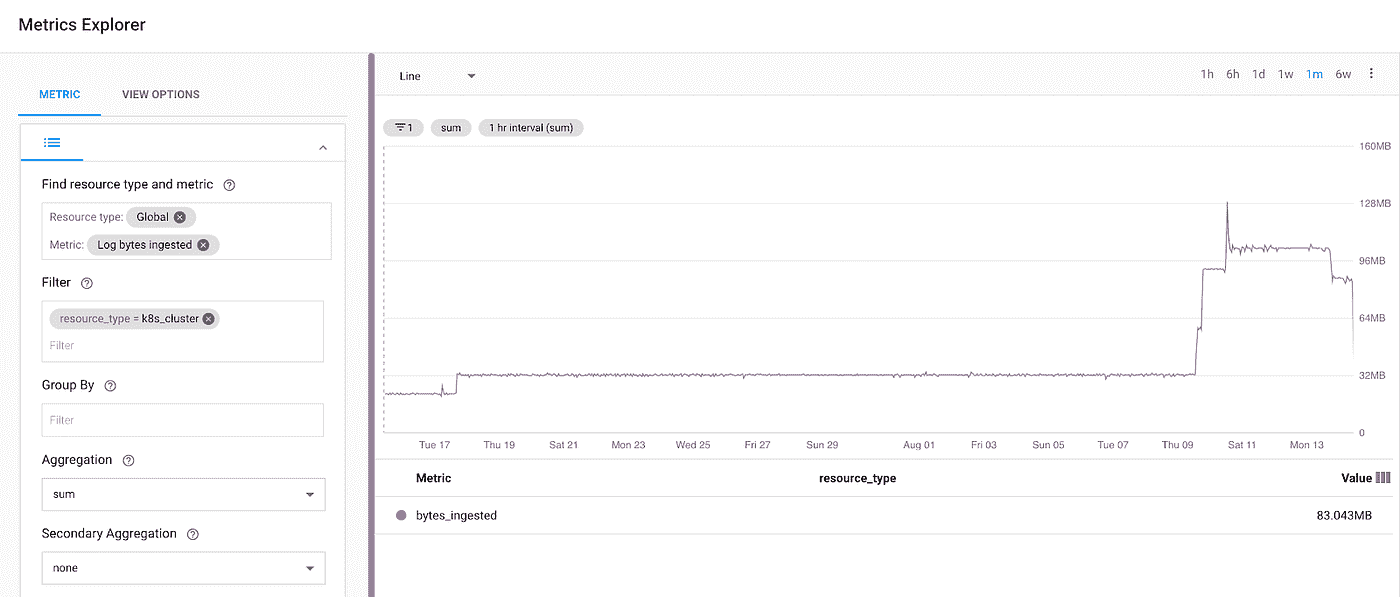 Metrics Explorer
METRIC
VIEW OPTIONS
Find resource type and metric
Resource type: Global
Metric: Log bytes ingested
Filter
resource_type = k8s_cluster
Filter
Group By
Filter
Aggregation
sum
Secondary Aggregation
none
Line
1h 6h 1d 1w 1m 6w
1 sum 1 hr interval (sum)
160MB
128MB
96MB
64MB
32MB
0
Tue 17 Thu 19 Sat 21 Mon 23 Wed 25 Fri 27 Sun 29 Aug 01 Fri 03 Sun 05 Tue 07 Thu 09 Sat 11 Mon 13
Metric resource_type Value
bytes_ingested 83.043MB